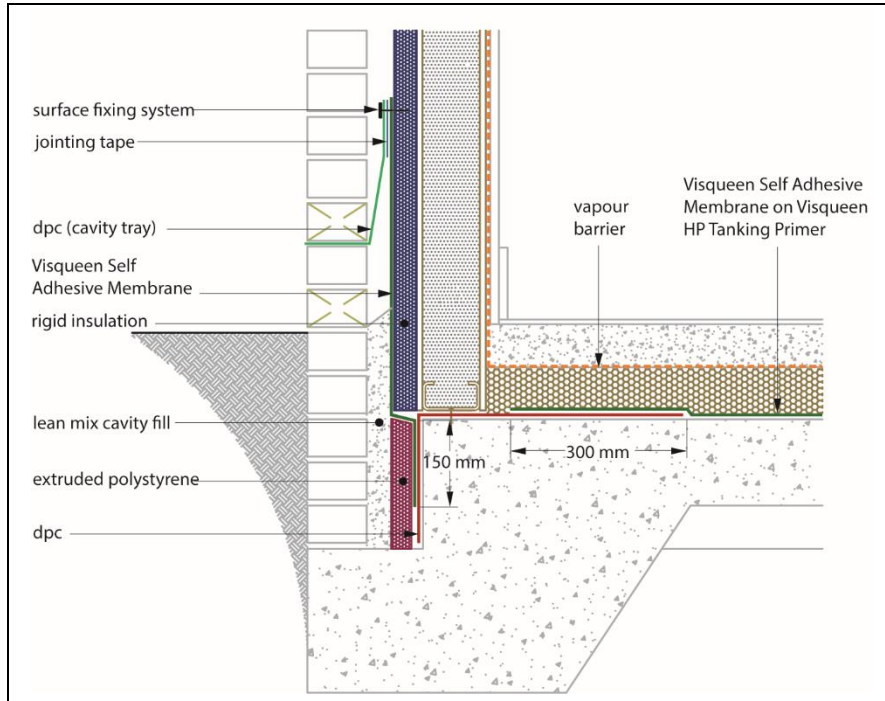 surface fixing system
jointing tape
dpc (cavity tray)
Visqueen Self
Adhesive Membrane
rigid insulation
lean mix cavity fill
extruded polystyrene
dpc
vapour
barrier
Visqueen Self Adhesive
Membrane on Visqueen
HP Tanking Primer
150 mm
300 mm